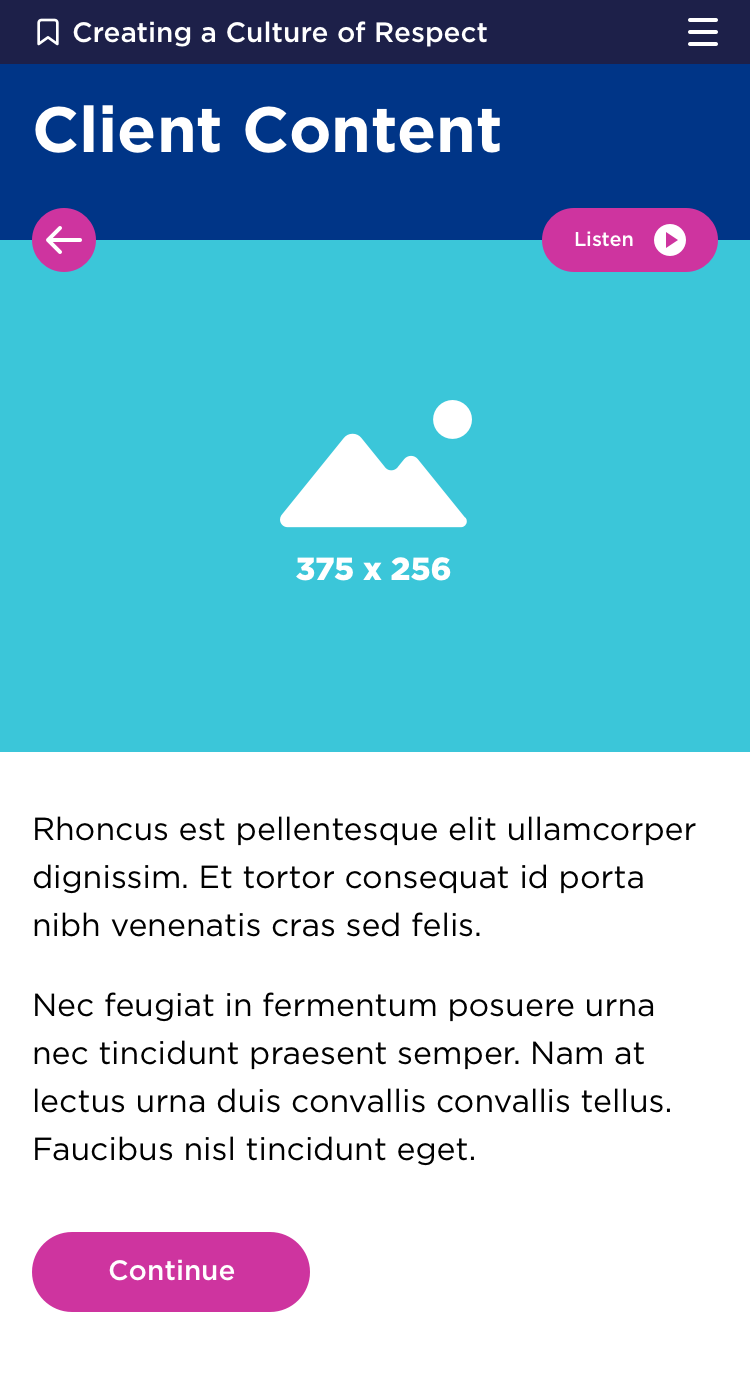 Creating a Culture of Respect
Client Content
Listen
375 x 256
Rhoncus est pellentesque elit ullamcorper
dignissim. Et tortor consequat id porta
nibh venenatis cras sed felis.
Nec feugiat in fermentum posuere urna
nec tincidunt praesent semper. Nam at
lectus urna duis convallis convallis tellus.
Faucibus nisl tincidunt eget.
Continue